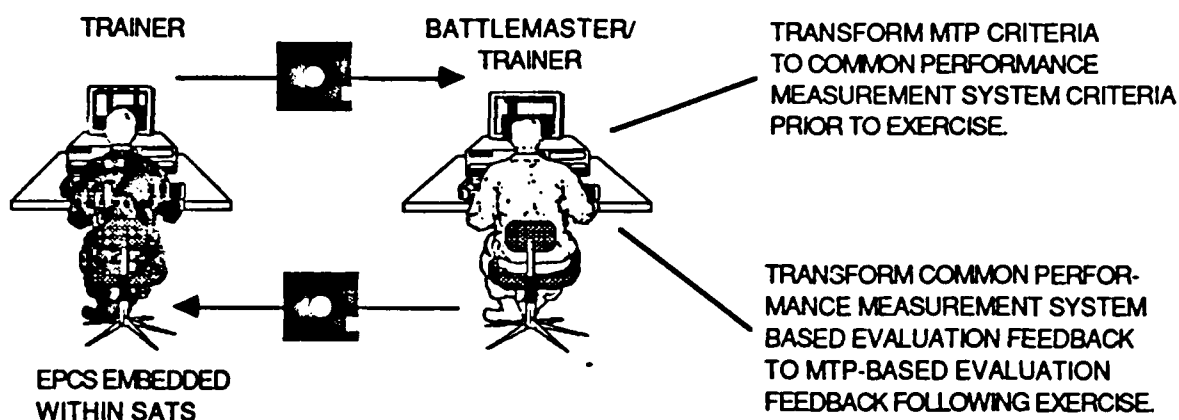 TRAINER
BATTLEMASTER/
TRAINER
TRANSFORM MTP CRITERIA
TO COMMON PERFORMANCE
MEASUREMENT SYSTEM CRITERIA
PRIOR TO EXERCISE.
TRANSFORM COMMON PERFOR-
MANCE MEASUREMENT SYSTEM
BASED EVALUATION FEEDBACK
TO MTP-BASED EVALUATION
FEEDBACK FOLLOWING EXERCISE.
EPCS EMBEDDED
WITHIN SATS